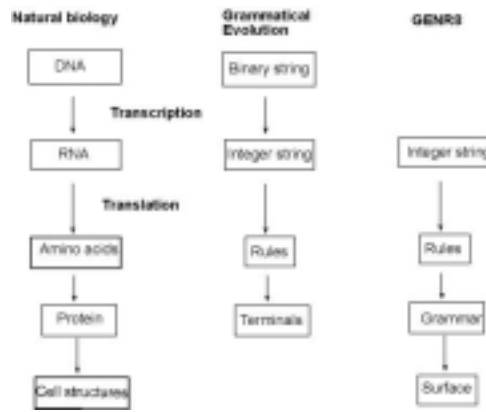 Natural biology
Grammatical
Evolution
GENR8
DNA
Binary string
Transcription
RNA
Integer string
Integer string
Translation
Amino acids
Rules
Rules
Protein
Terminals
Grammar
Cell structures
Surface